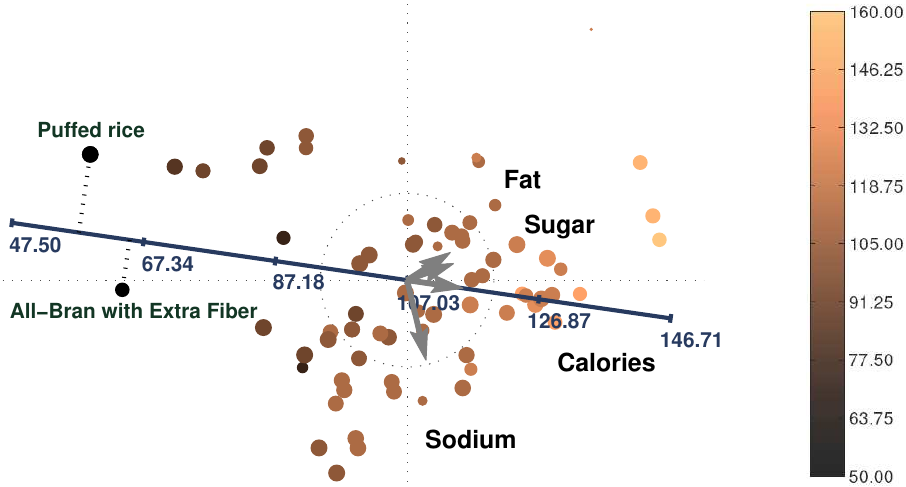 160.00
146.25
132.50
118.75
105.00
91.25
77.50
63.75
50.00
Puffed rice
Fat
Sugar
47.50
67.34
87.18
107.03
126.87
146.71
All–Bran with Extra Fiber
Calories
Sodium